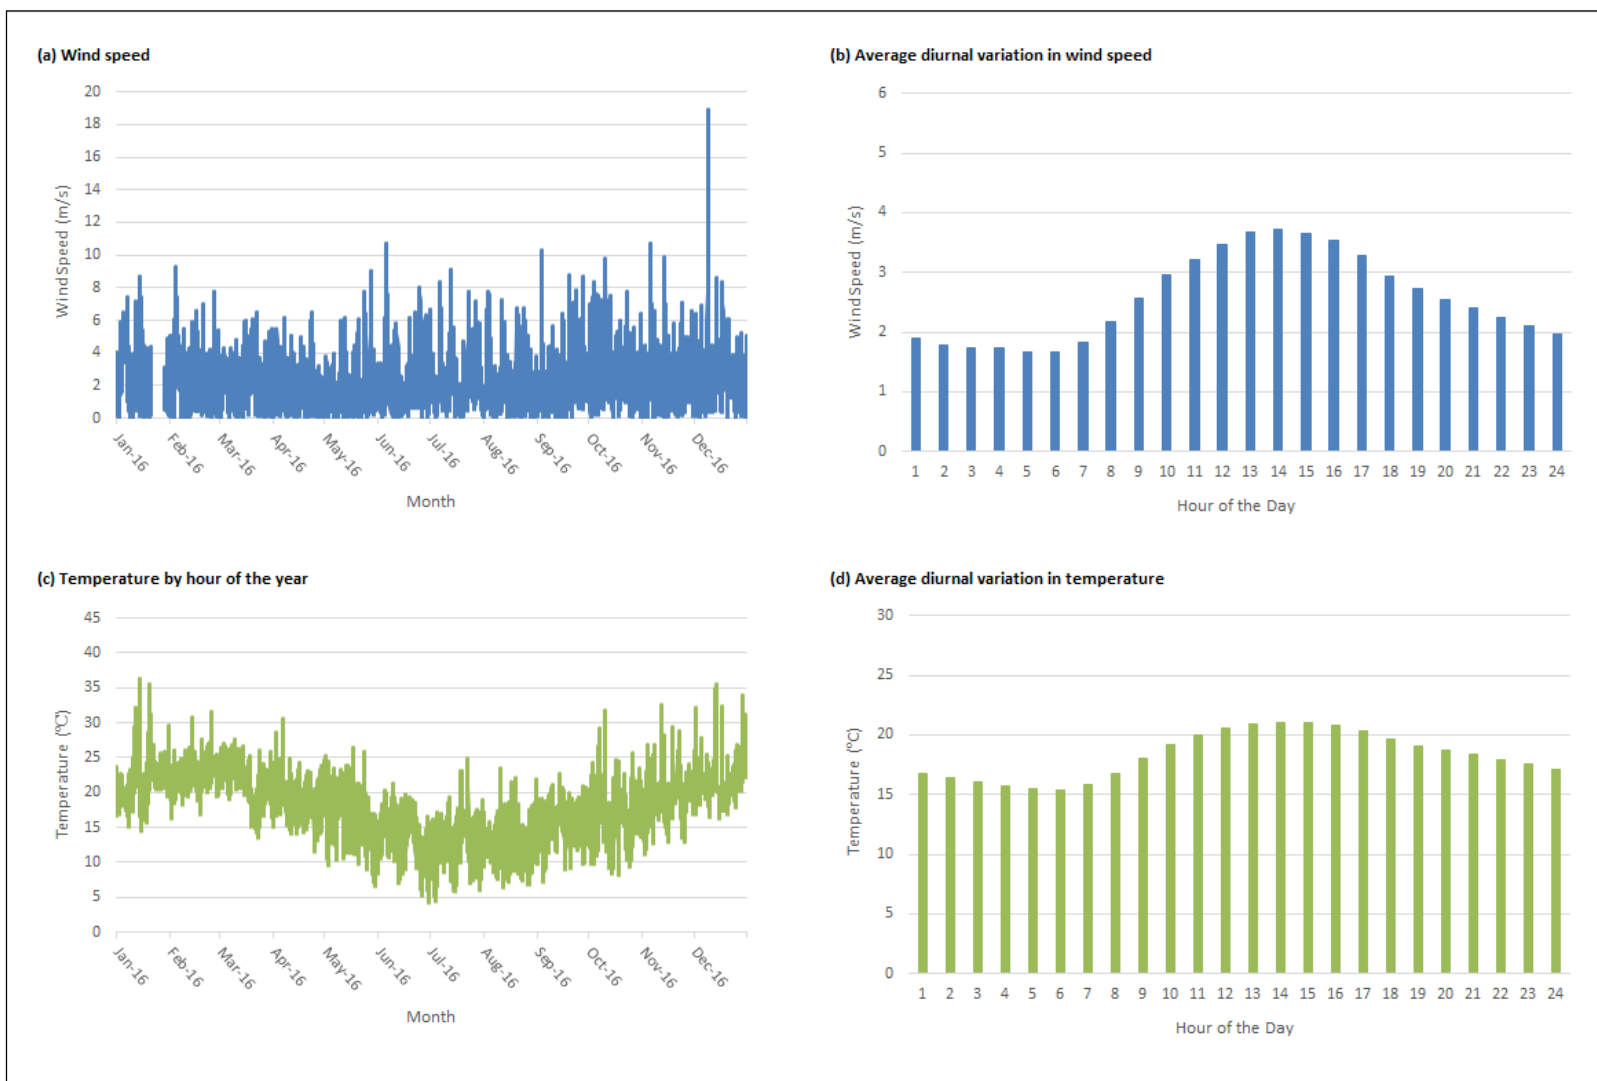 (a) Wind speed
20
18
16
14
12
10
8
6
4
2
0
Wind Speed (m/s)
Jan-16
Feb-16
Mar-16
Apr-16
May-16
Jun-16
Jul-16
Aug-16
Sep-16
Oct-16
Nov-16
Dec-16
Month
(b) Average diurnal variation in wind speed
6
5
4
3
2
1
0
Wind Speed (m/s)
1 2 3 4 5 6 7 8 9 10 11 12 13 14 15 16 17 18 19 20 21 22 23 24
Hour of the Day
(c) Temperature by hour of the year
45
40
35
30
25
20
15
10
5
0
Temperature (°C)
Jan-16
Feb-16
Mar-16
Apr-16
May-16
Jun-16
Jul-16
Aug-16
Sep-16
Oct-16
Nov-16
Dec-16
Month
(d) Average diurnal variation in temperature
30
25
20
15
10
5
0
Temperature (°C)
1 2 3 4 5 6 7 8 9 10 11 12 13 14 15 16 17 18 19 20 21 22 23 24
Hour of the Day